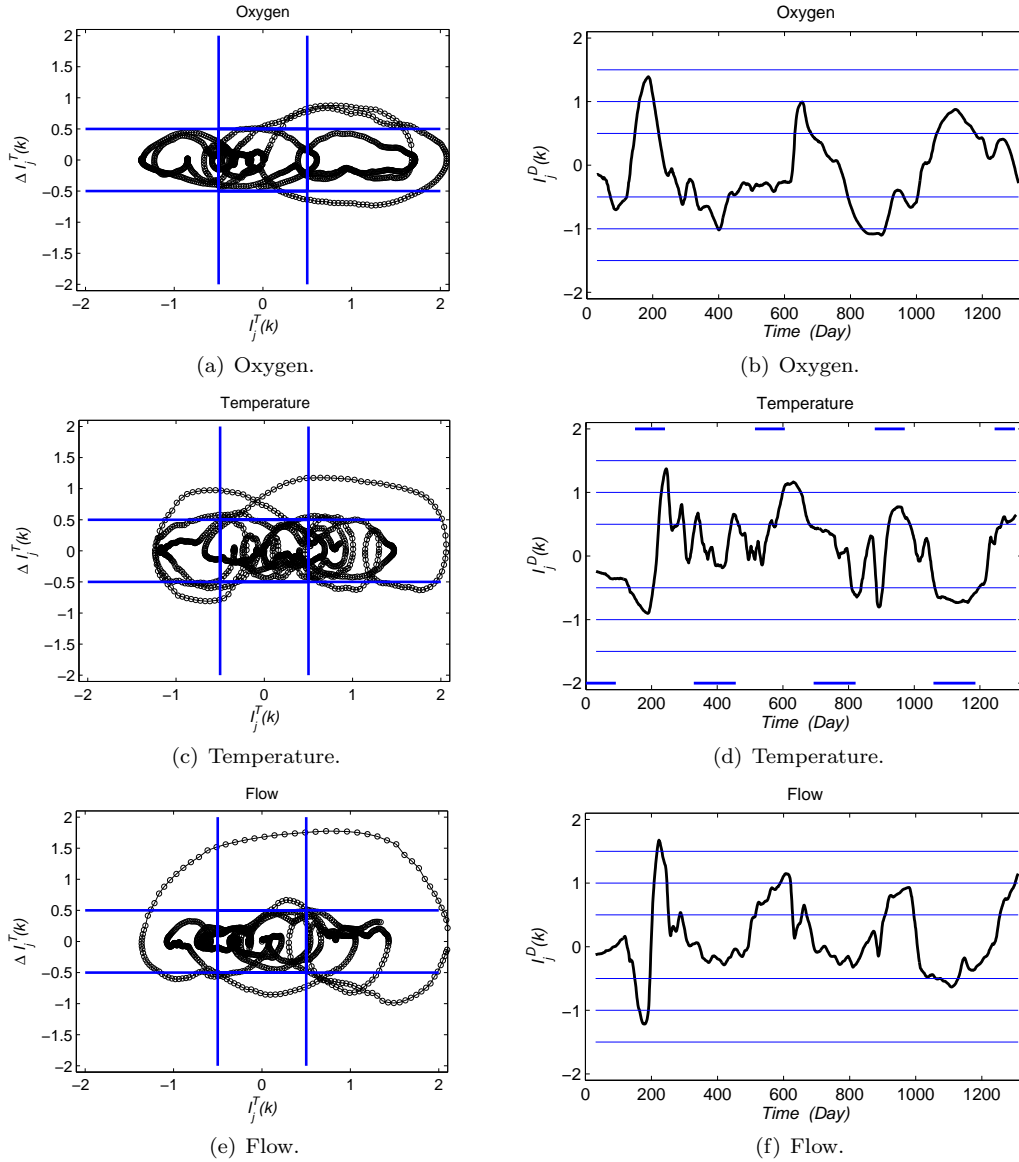 Oxygen
2
1.5
1
0.5
0
−0.5
−1
−1.5
−2
−2 −1 0 1 2
Δ I_j^T(k)
I_j^T(k)
(a) Oxygen.
Oxygen
2
1
0
−1
−2
0 200 400 600 800 1000 1200
I_j^D(k)
Time (Day)
(b) Oxygen.
Temperature
2
1.5
1
0.5
0
−0.5
−1
−1.5
−2
−2 −1 0 1 2
Δ I_j^T(k)
I_j^T(k)
(c) Temperature.
Temperature
2
1
0
−1
−2
0 200 400 600 800 1000 1200
I_j^D(k)
Time (Day)
(d) Temperature.
Flow
2
1.5
1
0.5
0
−0.5
−1
−1.5
−2
−2 −1 0 1 2
Δ I_j^T(k)
I_j^T(k)
(e) Flow.
Flow
2
1
0
−1
−2
0 200 400 600 800 1000 1200
I_j^D(k)
Time (Day)
(f) Flow.